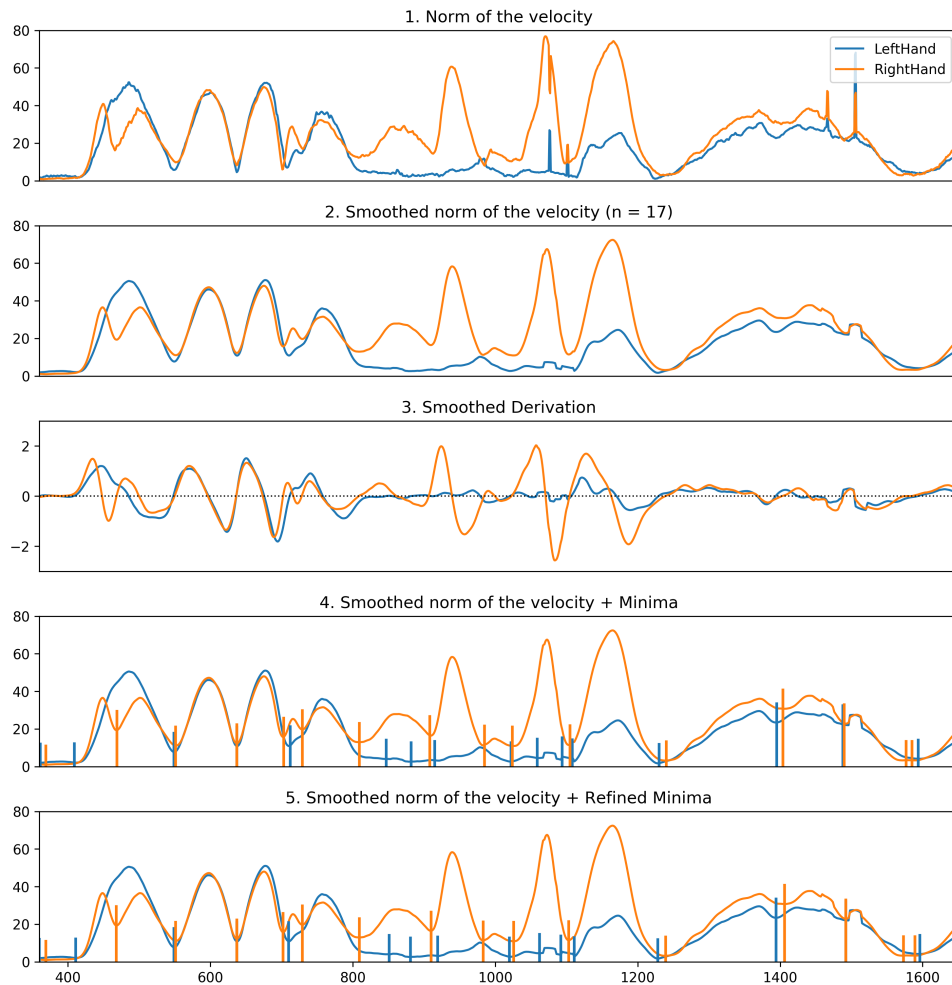 1. Norm of the velocity
80
60
40
20
0
LeftHand
RightHand
2. Smoothed norm of the velocity (n = 17)
80
60
40
20
0
3. Smoothed Derivation
2
0
−2
4. Smoothed norm of the velocity + Minima
80
60
40
20
0
5. Smoothed norm of the velocity + Refined Minima
80
60
40
20
0
400 600 800 1000 1200 1400 1600